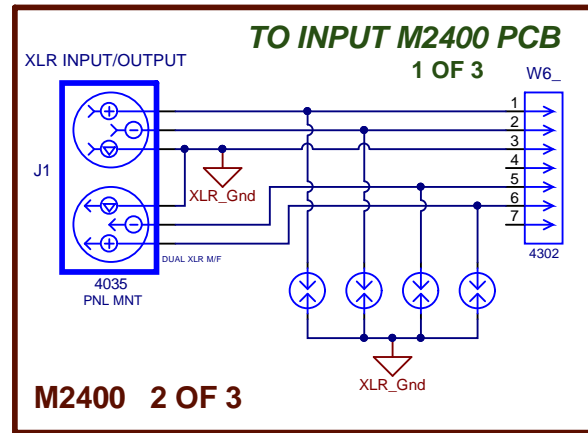 TO INPUT M2400 PCB
1 OF 3
XLR INPUT/OUTPUT
W6_
1
2
3
4
5
6
7
J1
XLR_Gnd
DUAL XLR M/F
4035
PNL MNT
4302
XLR_Gnd
M2400 2 OF 3